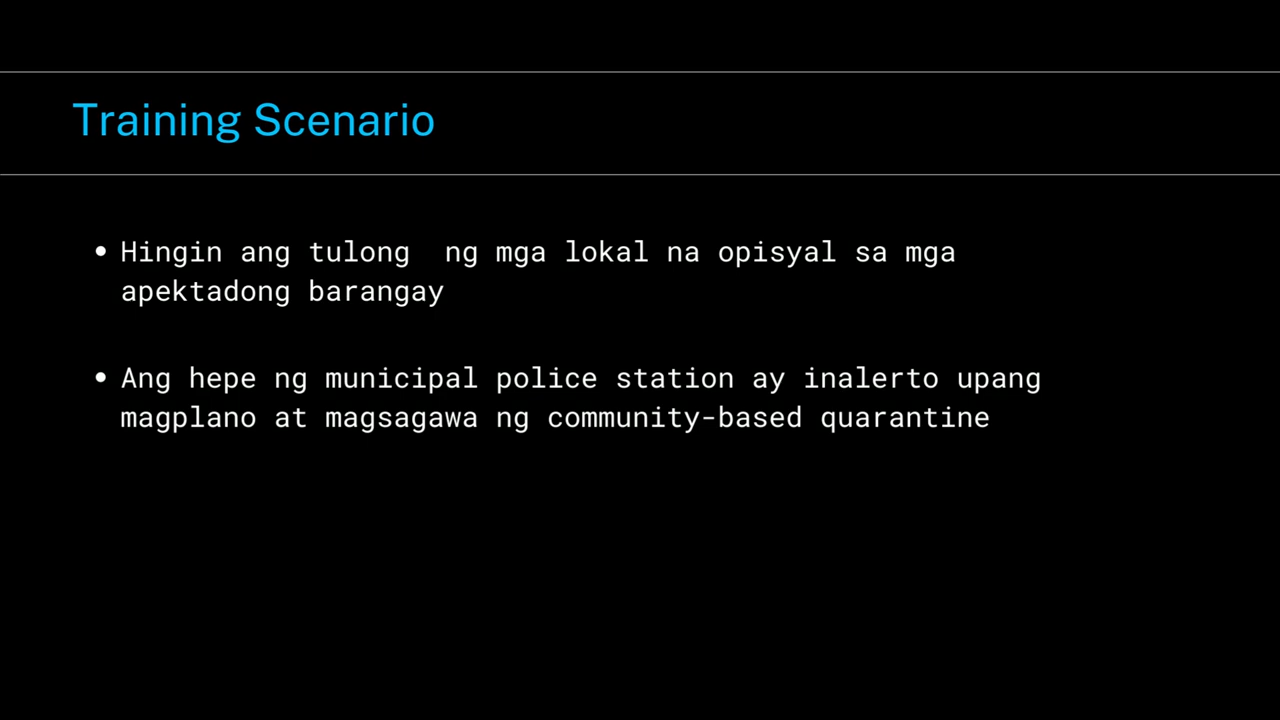 Training Scenario
• Hingin ang tulong  ng mga lokal na opisyal sa mga
apektadong barangay
• Ang hepe ng municipal police station ay inalerto upang
magplano at magsagawa ng community-based quarantine